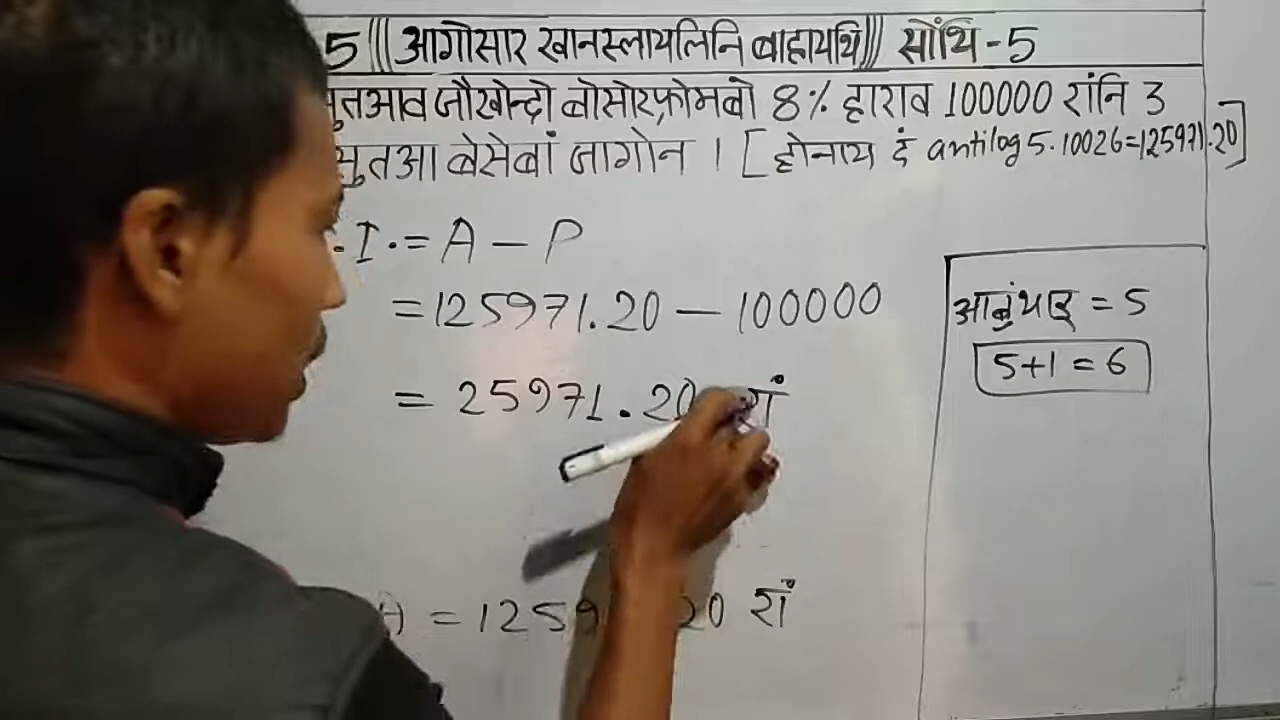 5 ||| आगोसार खानस्लायलिनि बाहायथि ||| सोंथि - 5
मुतआव जौखोन्दो बोसोरफ्रोमबो 8% हाराव 100000 रांनि 3
मुतआ बेसेबां जागोन । [ होनाय दं antilog 5.10026=125971.20]
. I . = A - P
= 125971.20 - 100000
= 25971.20 रां
A = 1259 20 रां
आनुंथाइ = 5
5+1 = 6